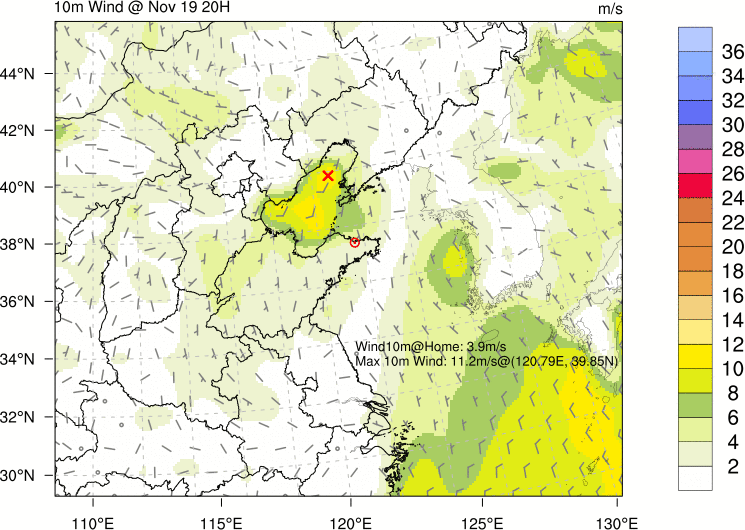 10m Wind @ Nov 19 20H
m/s
44°N
42°N
40°N
38°N
36°N
34°N
32°N
30°N
110°E
115°E
120°E
125°E
130°E
Wind10m@Home: 3.9m/s
Max 10m Wind: 11.2m/s@(120.79E, 39.85N)
36
34
32
30
28
26
24
22
20
18
16
14
12
10
8
6
4
2